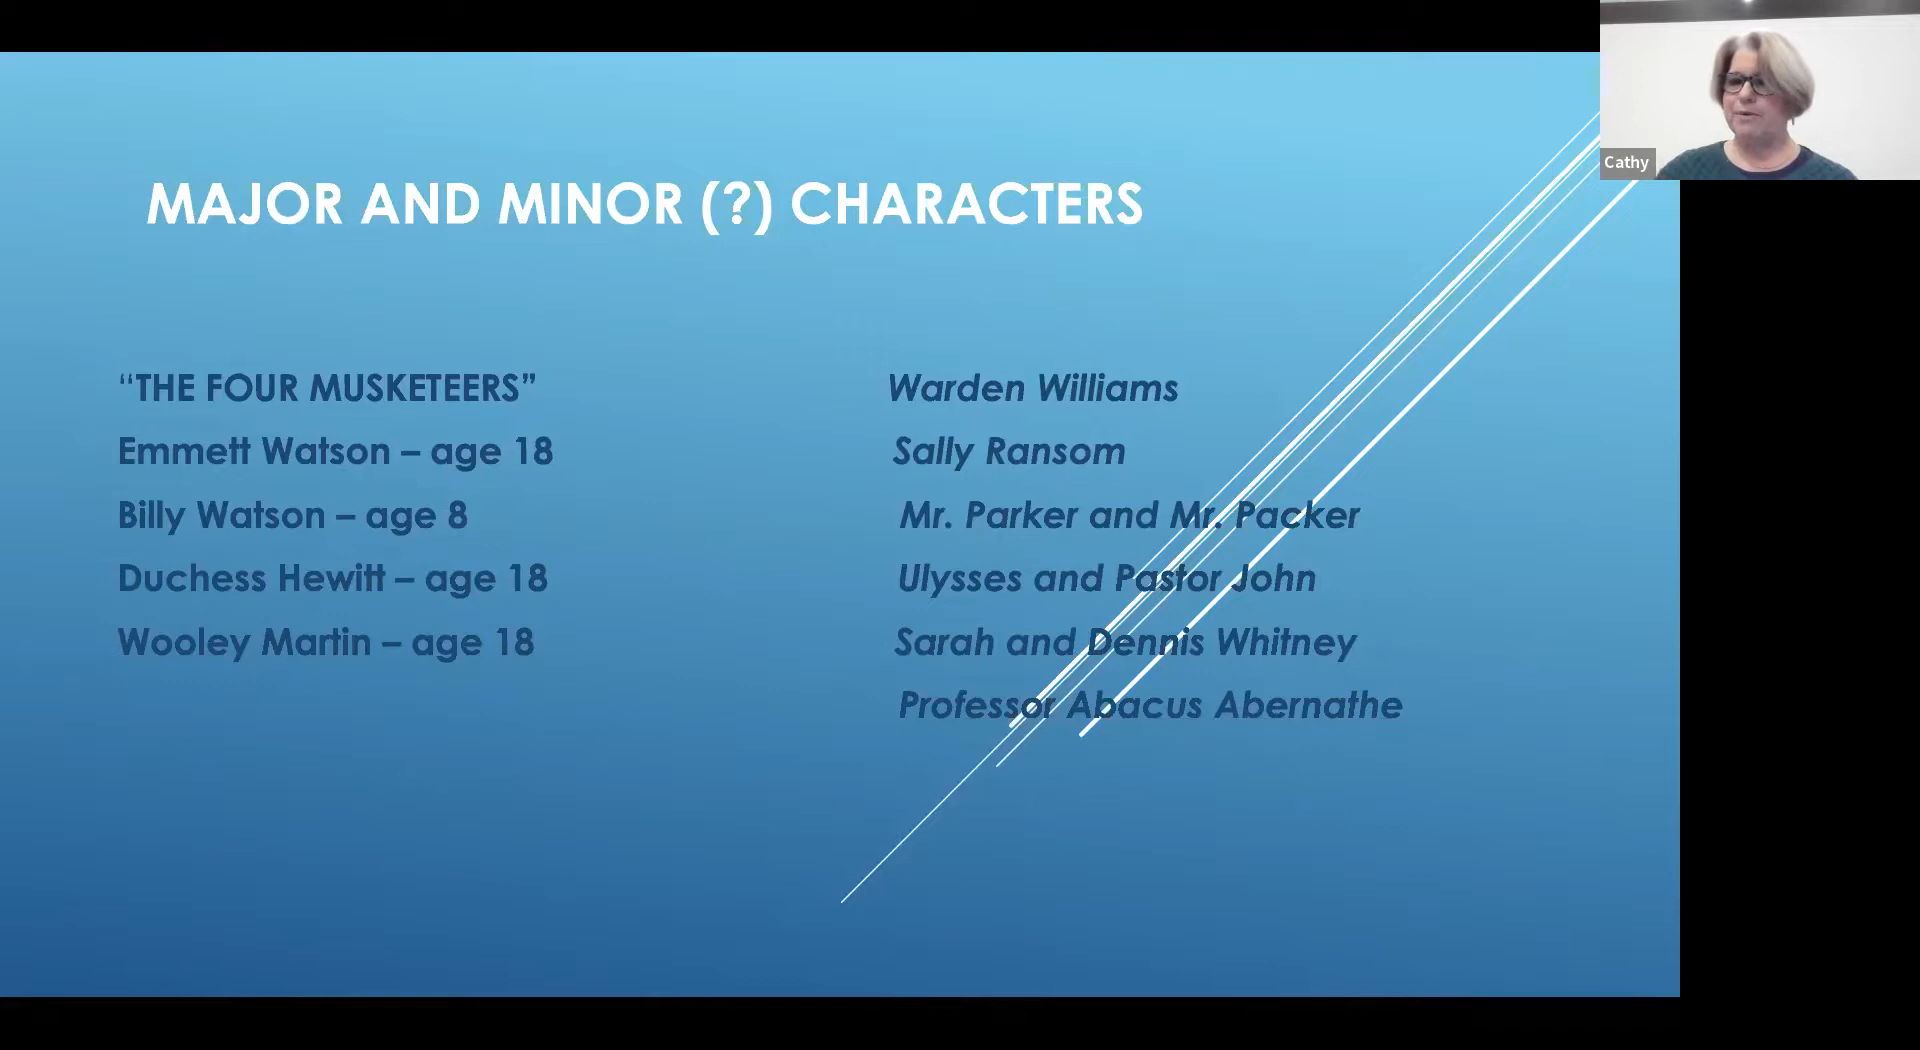 MAJOR AND MINOR (?) CHARACTERS
“THE FOUR MUSKETEERS”
Emmett Watson – age 18
Billy Watson – age 8
Duchess Hewitt – age 18
Wooley Martin – age 18
Warden Williams
Sally Ransom
Mr. Parker and Mr. Packer
Ulysses and Pastor John
Sarah and Dennis Whitney
Professor Abacus Abernathe
Cathy